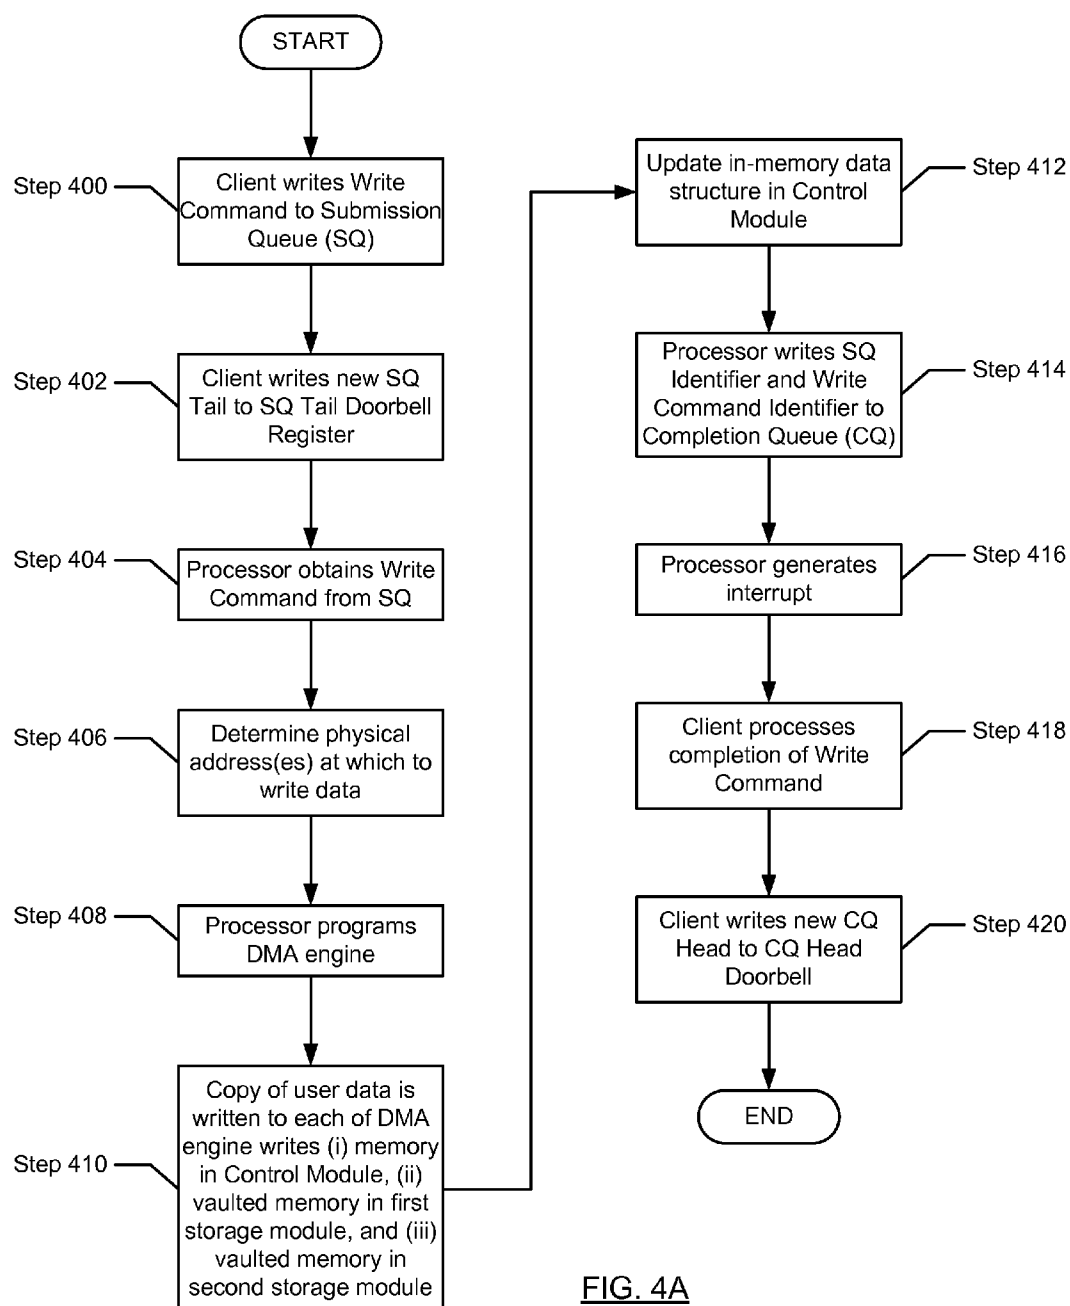 START
Step 400
Client writes Write
Command to Submission
Queue (SQ)
Step 402
Client writes new SQ
Tail to SQ Tail Doorbell
Register
Step 404
Processor obtains Write
Command from SQ
Step 406
Determine physical
address(es) at which to
write data
Step 408
Processor programs
DMA engine
Step 410
Copy of user data is
written to each of DMA
engine writes (i) memory
in Control Module, (ii)
vaulted memory in first
storage module, and (iii)
vaulted memory in
second storage module
Update in-memory data
structure in Control
Module
Step 412
Processor writes SQ
Identifier and Write
Command Identifier to
Completion Queue (CQ)
Step 414
Processor generates
interrupt
Step 416
Client processes
completion of Write
Command
Step 418
Client writes new CQ
Head to CQ Head
Doorbell
Step 420
END
FIG. 4A